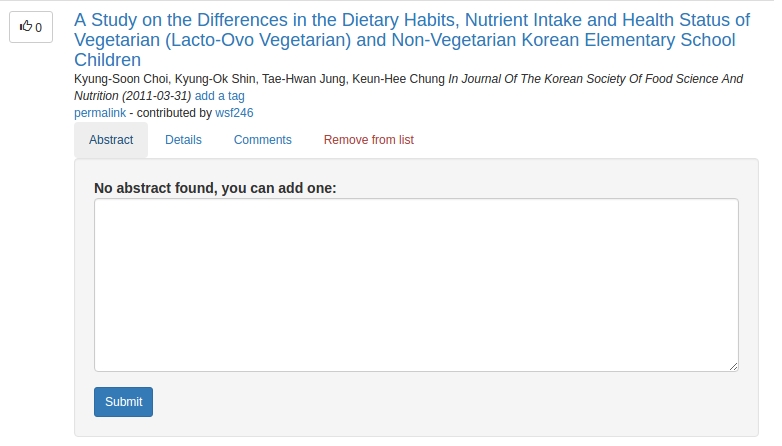 0
A Study on the Differences in the Dietary Habits, Nutrient Intake and Health Status of
Vegetarian (Lacto-Ovo Vegetarian) and Non-Vegetarian Korean Elementary School
Children
Kyung-Soon Choi, Kyung-Ok Shin, Tae-Hwan Jung, Keun-Hee Chung In Journal Of The Korean Society Of Food Science And
Nutrition (2011-03-31) add a tag
permalink - contributed by wsf246
Abstract Details Comments Remove from list
No abstract found, you can add one:
Submit